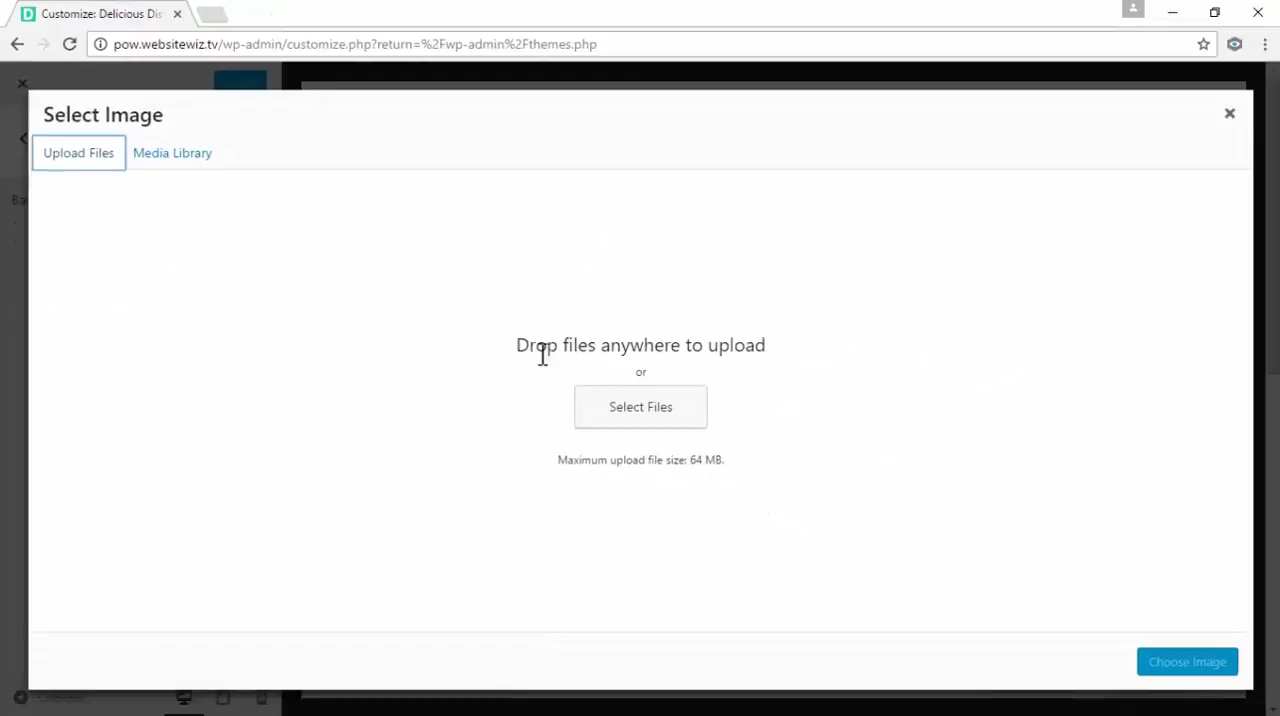 Customize: Delicious Dis
pow.websitewiz.tv/wp-admin/customize.php?return=%2Fwp-admin%2Fthemes.php
Select Image
Upload Files
Media Library
Drop files anywhere to upload
or
Select Files
Maximum upload file size: 64 MB.
Choose Image